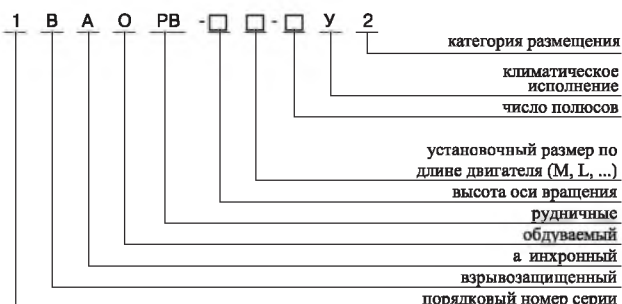 1 В А О РВ -□ □ -□ У 2
категория размещения
климатическое
исполнение
число полюсов
установочный размер по
длине двигателя (M, L, ...)
высота оси вращения
рудничные
обдуваемый
а инхронный
взрывозащищенный
порядковый номер серии